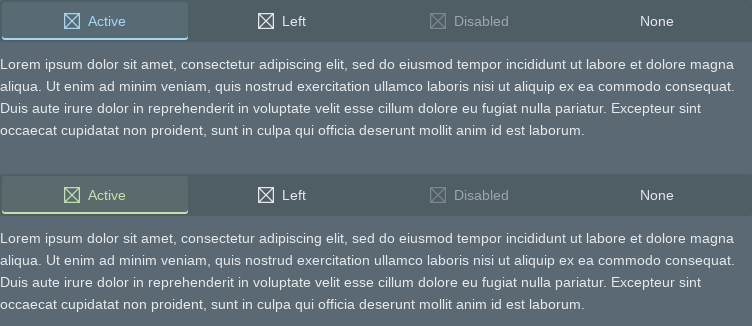 Active Left Disabled None
Lorem ipsum dolor sit amet, consectetur adipiscing elit, sed do eiusmod tempor incididunt ut labore et dolore magna
aliqua. Ut enim ad minim veniam, quis nostrud exercitation ullamco laboris nisi ut aliquip ex ea commodo consequat.
Duis aute irure dolor in reprehenderit in voluptate velit esse cillum dolore eu fugiat nulla pariatur. Excepteur sint
occaecat cupidatat non proident, sunt in culpa qui officia deserunt mollit anim id est laborum.
Active Left Disabled None
Lorem ipsum dolor sit amet, consectetur adipiscing elit, sed do eiusmod tempor incididunt ut labore et dolore magna
aliqua. Ut enim ad minim veniam, quis nostrud exercitation ullamco laboris nisi ut aliquip ex ea commodo consequat.
Duis aute irure dolor in reprehenderit in voluptate velit esse cillum dolore eu fugiat nulla pariatur. Excepteur sint
occaecat cupidatat non proident, sunt in culpa qui officia deserunt mollit anim id est laborum.